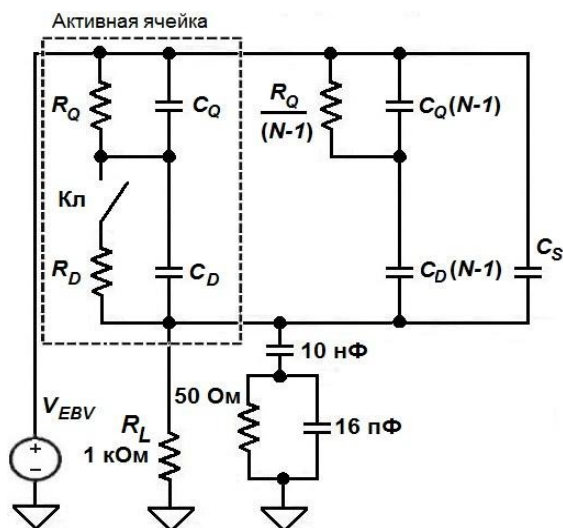 Активная ячейка
R_Q
C_Q
R_Q
(N-1)
C_Q(N-1)
Кл
R_D
C_D
C_D(N-1)
C_S
10 нФ
50 Ом
16 пФ
V_EBV
R_L
1 кОм
+
−